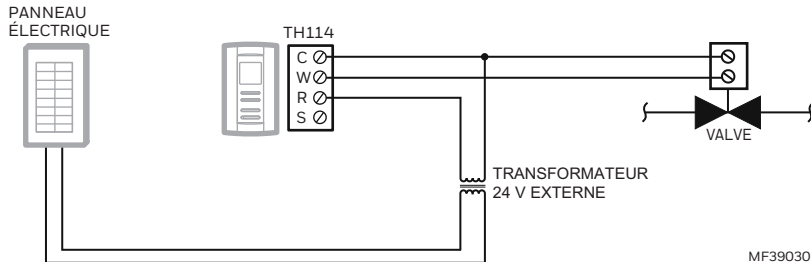 PANNEAU
ÉLECTRIQUE
TH114
C
W
R
S
VALVE
TRANSFORMATEUR
24 V EXTERNE
MF39030